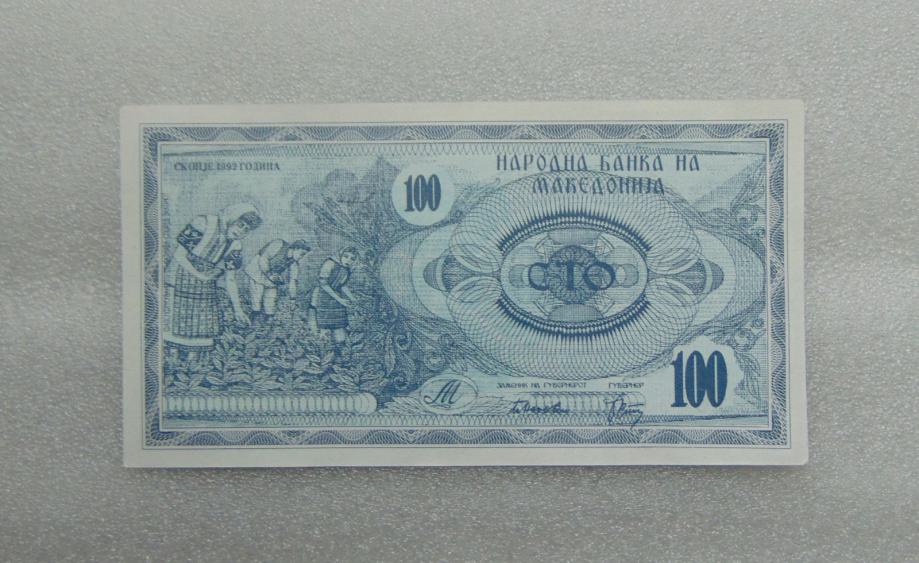 СКОПЈЕ 1992 ГОДИНА
НАРОДНА БАНКА НА
МАКЕДОНИЈА
100
СТО
100
ЗАМЕНИК НА ГУВЕРНЕРОТ ГУВЕРНЕР
М